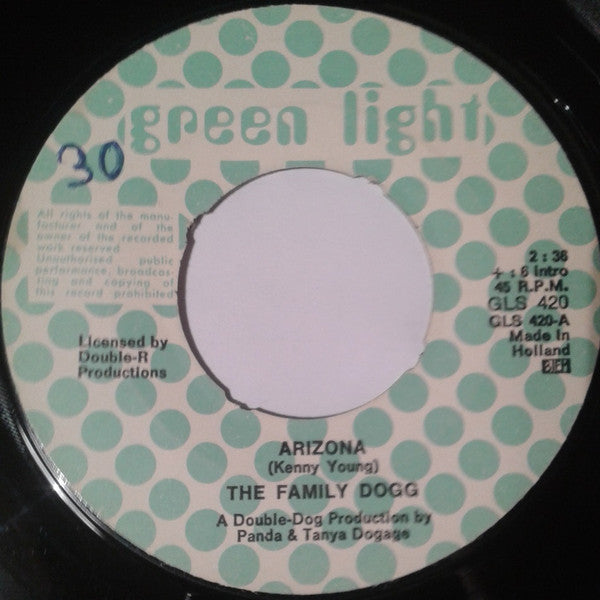 green light
30
All rights of the manu-
facturer and of the
owner of the recorded
work reserved
Unauthorised public
performance, broadcas-
ting and copying of
this record prohibited
2:36
+ :6 Intro
45 R.P.M.
GLS 420
GLS 420-A
Made in
Holland
Licensed by
Double-R
Productions
ARIZONA
(Kenny Young)
THE FAMILY DOGG
A Double-Dog Production by
Panda & Tanya Dogage